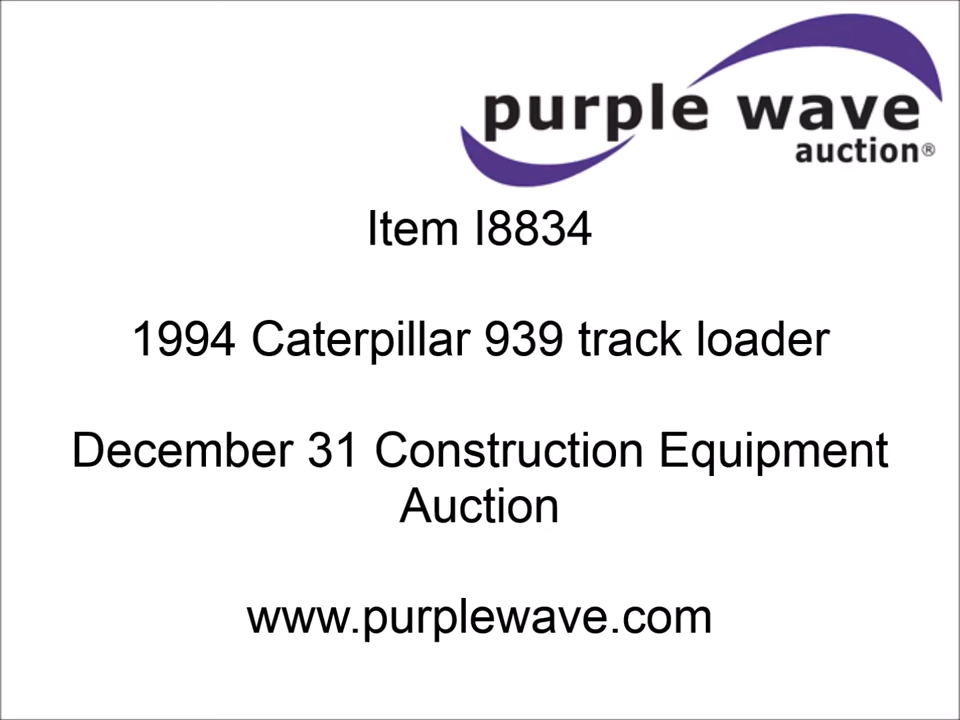 purple wave
auction®
Item I8834
1994 Caterpillar 939 track loader
December 31 Construction Equipment
Auction
www.purplewave.com